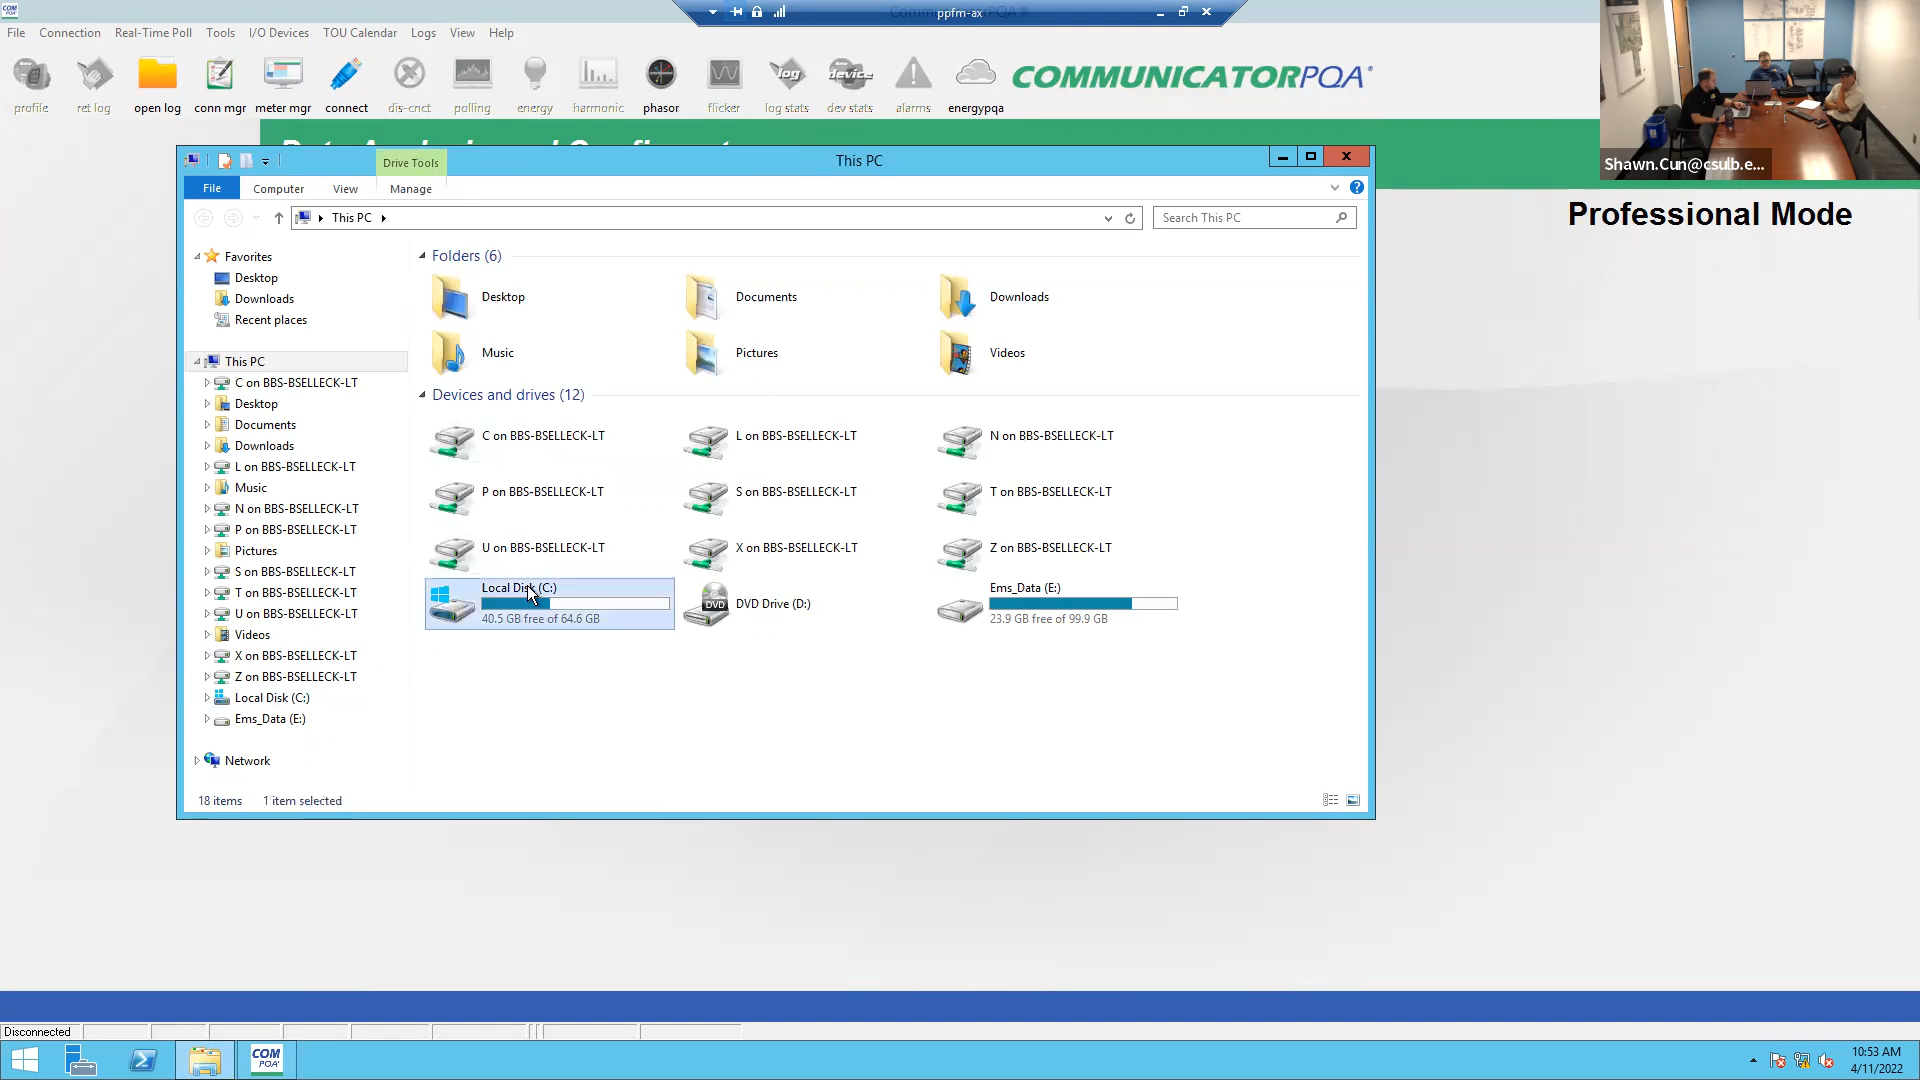 COM
PQA
ppfm-ax
File Connection Real-Time Poll Tools I/O Devices TOU Calendar Logs View Help
profile ret log open log conn mgr meter mgr connect dis-cnct polling energy harmonic phasor flicker log stats dev stats alarms energypqa
log device
COMMUNICATORPQA®
Shawn.Cun@csulb.e...
Professional Mode
Drive Tools
This PC
File Computer View Manage
This PC
Search This PC
Favorites
Desktop
Downloads
Recent places
This PC
C on BBS-BSELLECK-LT
Desktop
Documents
Downloads
L on BBS-BSELLECK-LT
Music
N on BBS-BSELLECK-LT
P on BBS-BSELLECK-LT
Pictures
S on BBS-BSELLECK-LT
T on BBS-BSELLECK-LT
U on BBS-BSELLECK-LT
Videos
X on BBS-BSELLECK-LT
Z on BBS-BSELLECK-LT
Local Disk (C:)
Ems_Data (E:)
Network
Folders (6)
Desktop Documents Downloads
Music Pictures Videos
Devices and drives (12)
C on BBS-BSELLECK-LT L on BBS-BSELLECK-LT N on BBS-BSELLECK-LT
P on BBS-BSELLECK-LT S on BBS-BSELLECK-LT T on BBS-BSELLECK-LT
U on BBS-BSELLECK-LT X on BBS-BSELLECK-LT Z on BBS-BSELLECK-LT
Local Disk (C:)
40.5 GB free of 64.6 GB
DVD
DVD Drive (D:)
Ems_Data (E:)
23.9 GB free of 99.9 GB
18 items 1 item selected
Disconnected
COM
PQA
10:53 AM
4/11/2022